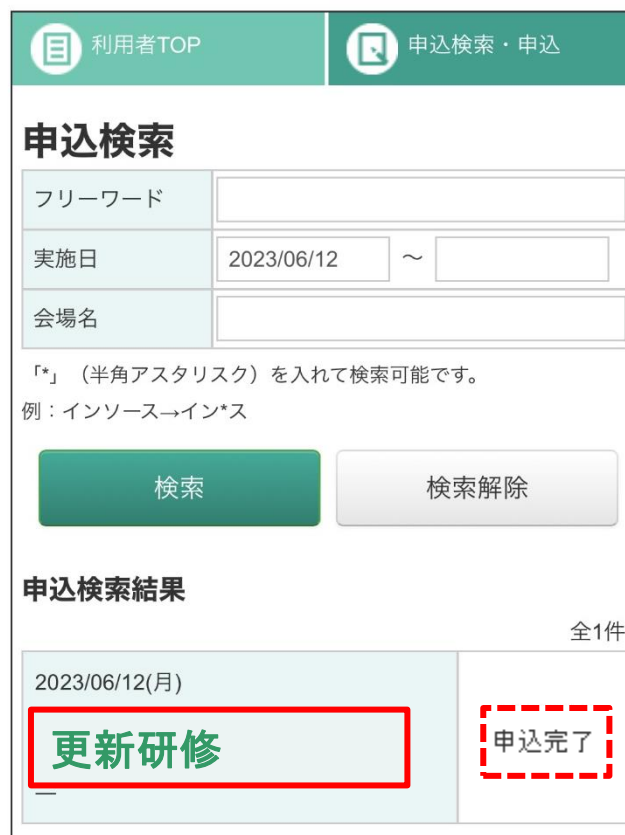 利用者TOP
申込検索・申込
申込検索
フリーワード
実施日 2023/06/12 ～
会場名
「*」（半角アスタリスク）を入れて検索可能です。
例：インソース→イン*ス
検索 検索解除
申込検索結果
全1件
2023/06/12(月)
更新研修
申込完了
―